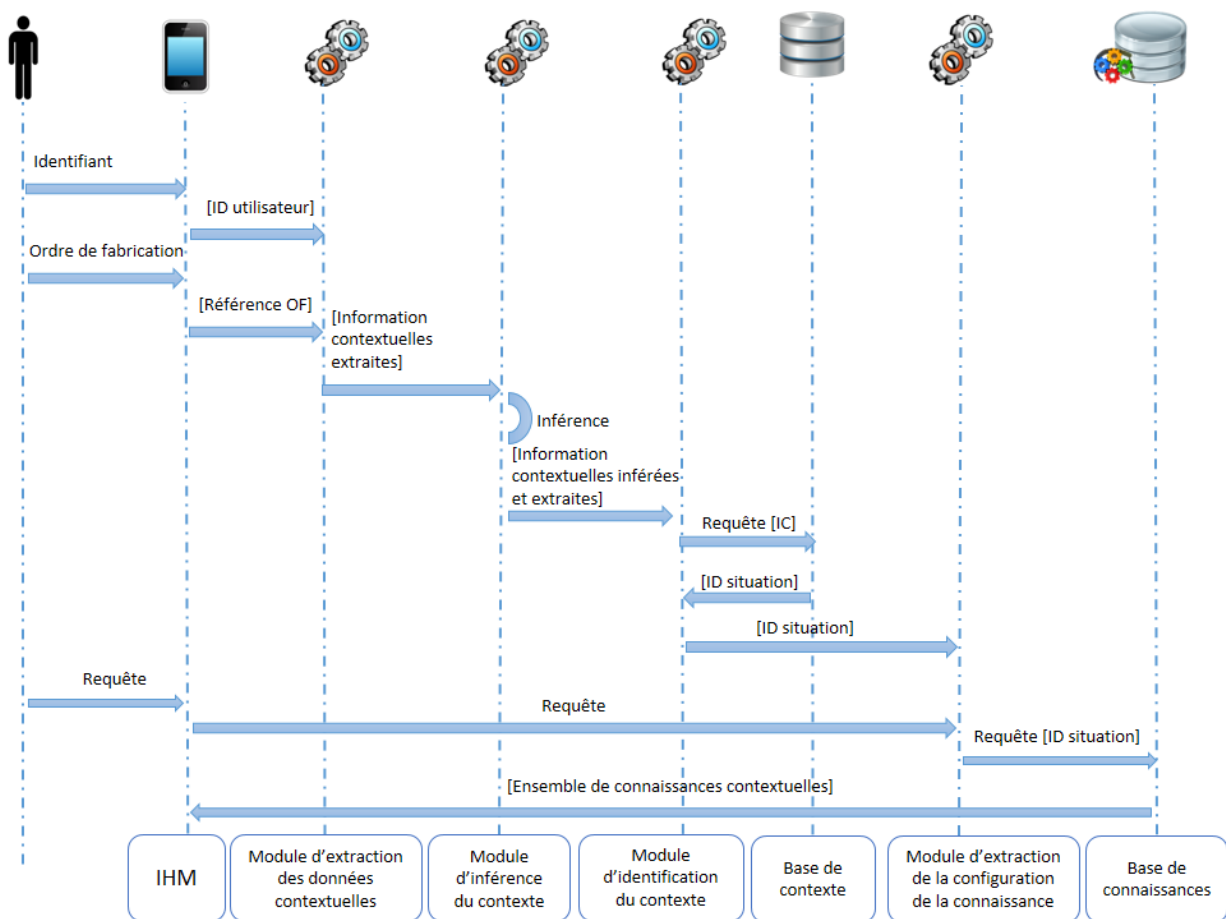 Identifiant
[ID utilisateur]
Ordre de fabrication
[Référence OF]
[Information
contextuelles
extraites]
Inférence
[Information
contextuelles inférées
et extraites]
Requête [IC]
[ID situation]
[ID situation]
Requête
Requête
Requête [ID situation]
[Ensemble de connaissances contextuelles]
IHM
Module d'extraction
des données
contextuelles
Module
d'inférence
du contexte
Module
d'identification
du contexte
Base de
contexte
Module d'extraction
de la configuration
de la connaissance
Base de
connaissances